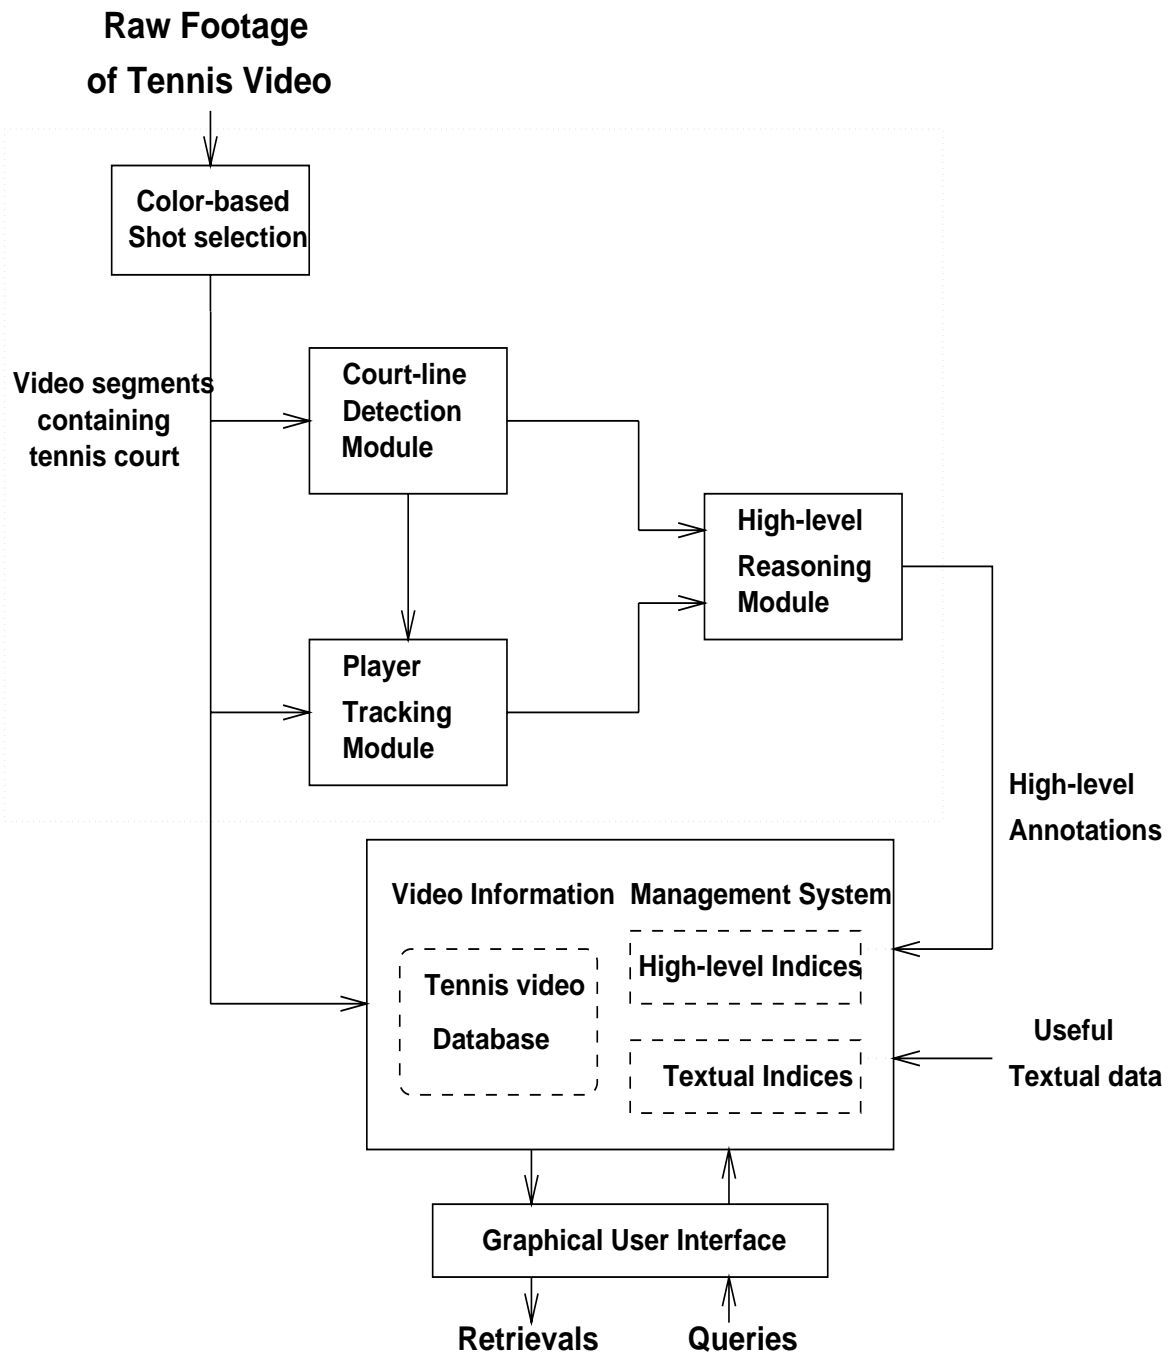 Raw Footage
of Tennis Video
Color-based
Shot selection
Video segments
containing
tennis court
Court-line
Detection
Module
High-level
Reasoning
Module
Player
Tracking
Module
High-level
Annotations
Video Information Management System
Tennis video
Database
High-level Indices
Textual Indices
Useful
Textual data
Graphical User Interface
Retrievals
Queries